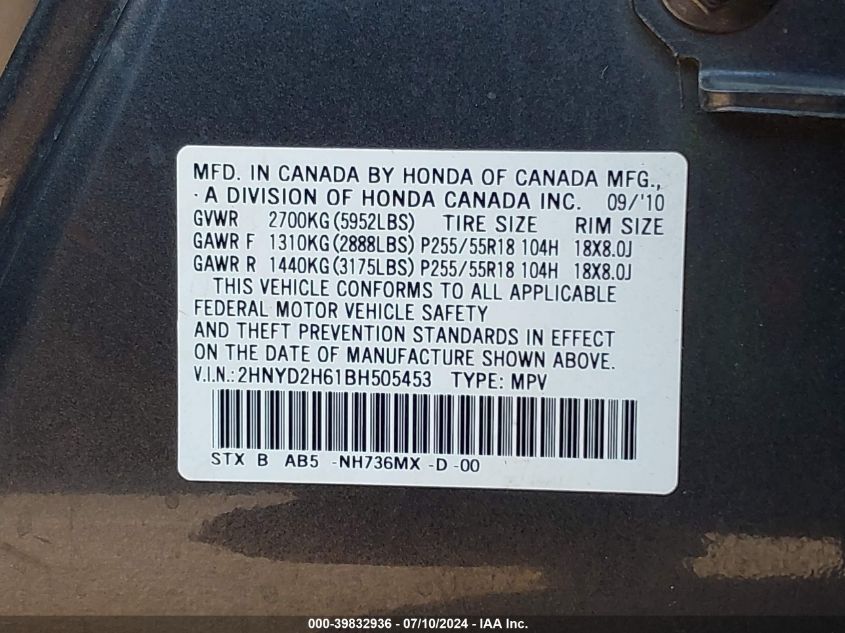 MFD. IN CANADA BY HONDA OF CANADA MFG.,
A DIVISION OF HONDA CANADA INC. 09/'10
GVWR 2700KG(5952LBS) TIRE SIZE RIM SIZE
GAWR F 1310KG(2888LBS) P255/55R18 104H 18X8.0J
GAWR R 1440KG(3175LBS) P255/55R18 104H 18X8.0J
THIS VEHICLE CONFORMS TO ALL APPLICABLE
FEDERAL MOTOR VEHICLE SAFETY
AND THEFT PREVENTION STANDARDS IN EFFECT
ON THE DATE OF MANUFACTURE SHOWN ABOVE.
V.I.N.:2HNYD2H61BH505453 TYPE: MPV
STX B AB5 -NH736MX -D -00
000-39832936 - 07/10/2024 - IAA Inc.